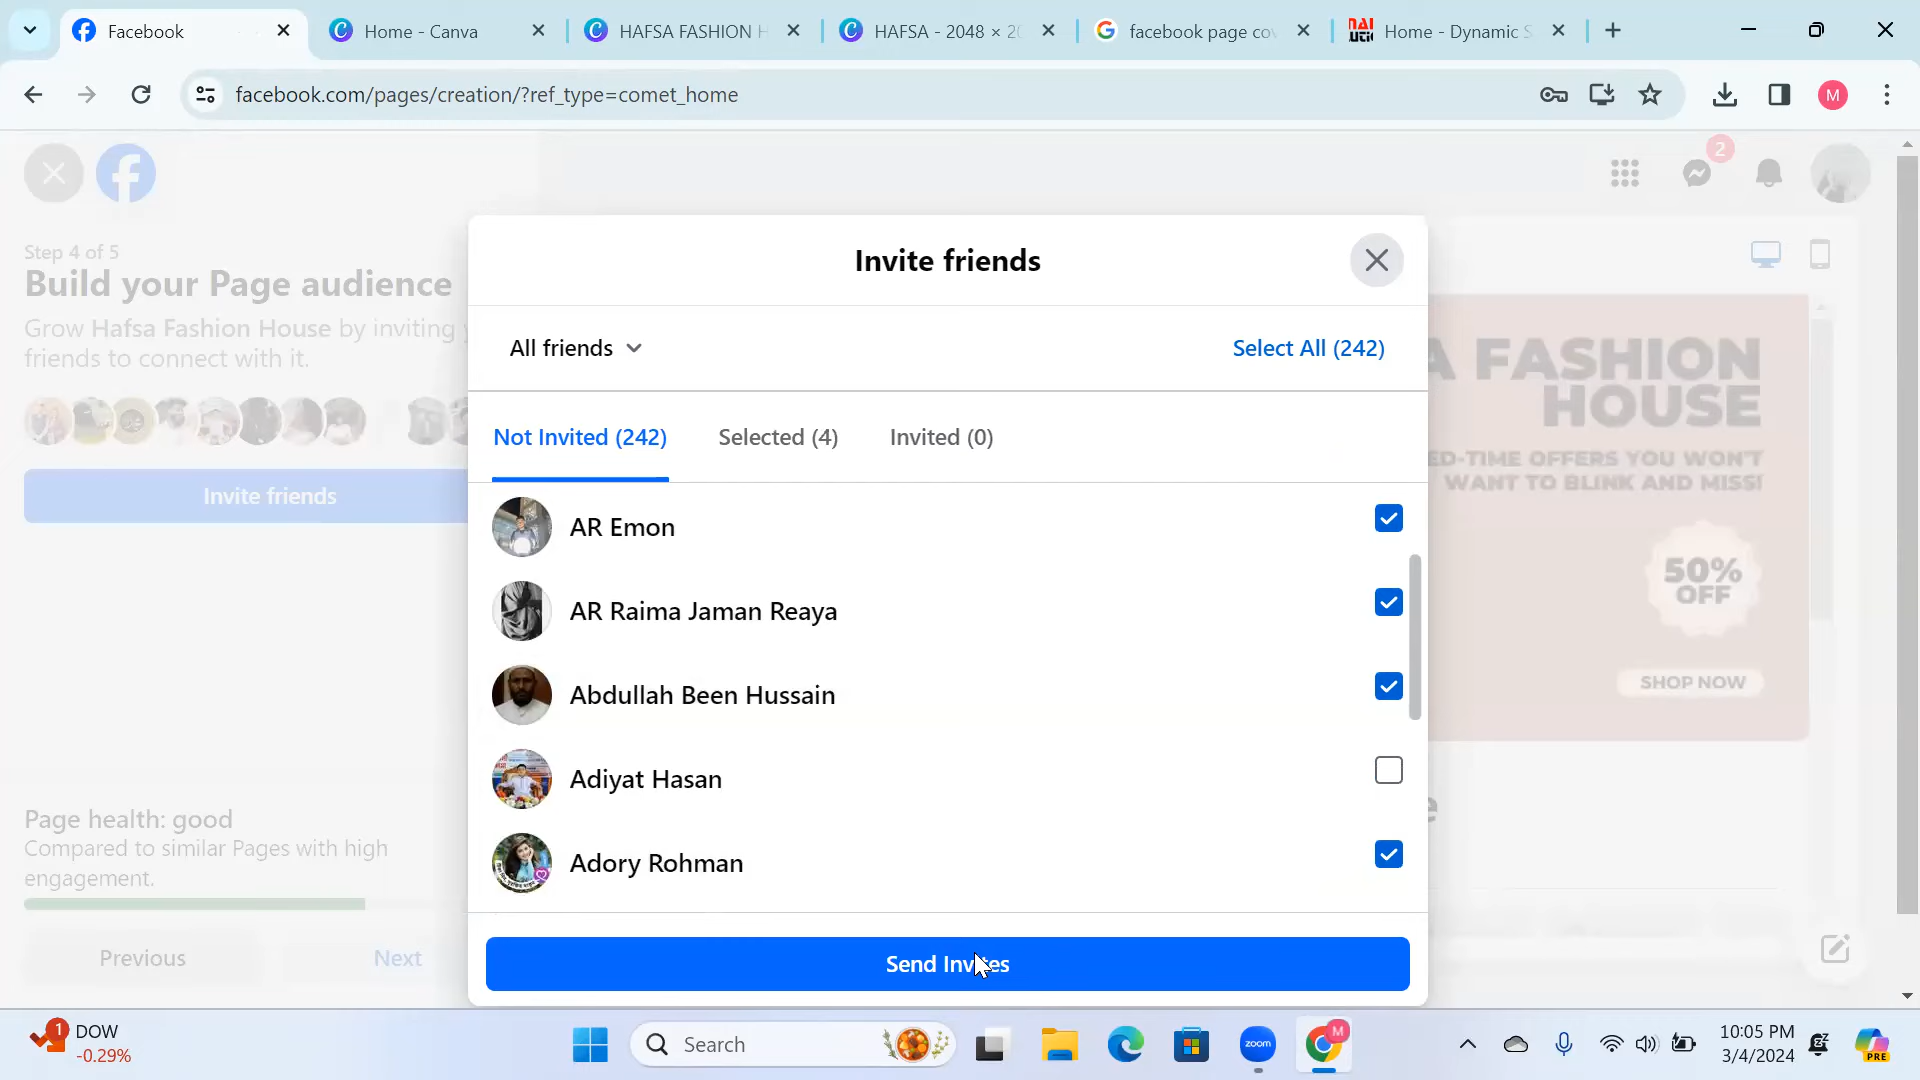 Facebook
Home - Canva
HAFSA FASHION H
HAFSA - 2048 × 20
facebook page co
Home - Dynamic S
facebook.com/pages/creation/?ref_type=comet_home
M
2
Step 4 of 5
Build your Page audience
Grow Hafsa Fashion House by inviting
friends to connect with it.
Invite friends
Page health: good
Compared to similar Pages with high
engagement.
Previous
Next
Invite friends
All friends
Select All (242)
Not Invited (242)
Selected (4)
Invited (0)
AR Emon
AR Raima Jaman Reaya
Abdullah Been Hussain
Adiyat Hasan
Adory Rohman
Send Invites
A FASHION
HOUSE
ED-TIME OFFERS YOU WON'T
WANT TO BLINK AND MISS!
50%
OFF
SHOP NOW
1
DOW
-0.29%
Search
zoom
M
10:05 PM
3/4/2024
PRE